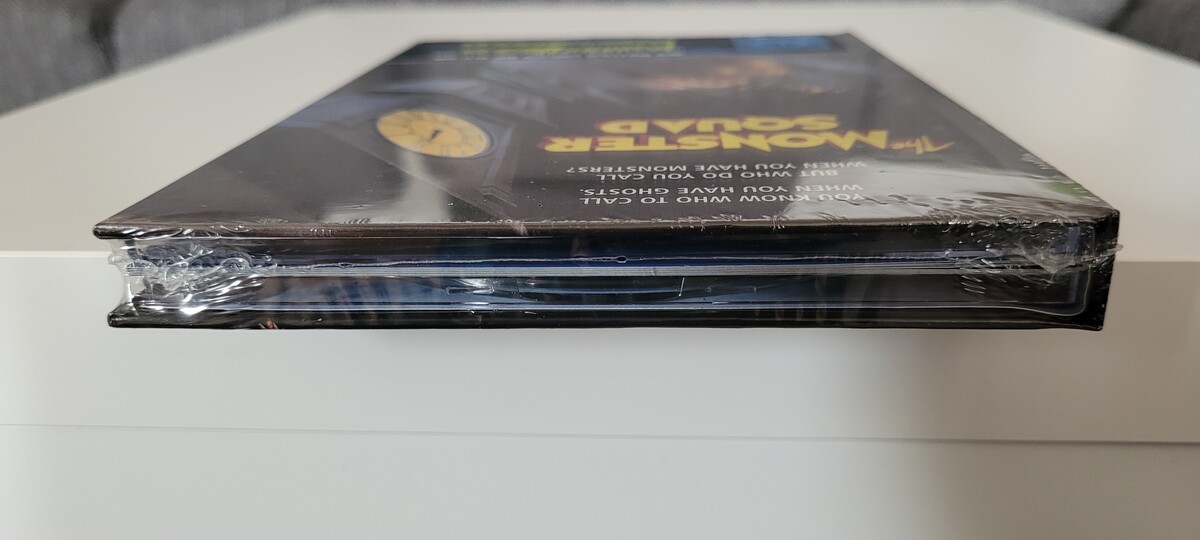 YOU KNOW WHO TO CALL
WHEN YOU HAVE GHOSTS.
BUT WHO DO YOU CALL
WHEN YOU HAVE MONSTERS?
The MONSTER
SQUAD